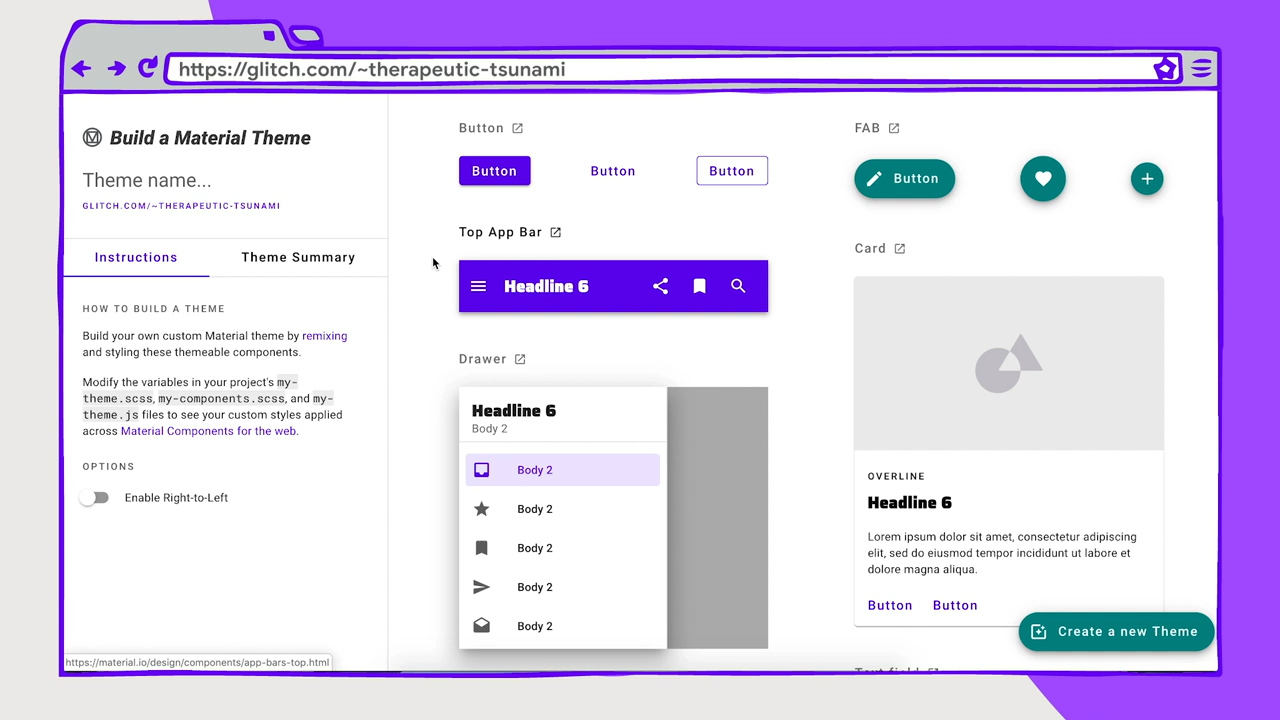 https://glitch.com/~therapeutic-tsunami
Build a Material Theme
Theme name...
GLITCH.COM/~THERAPEUTIC-TSUNAMI
Instructions
Theme Summary
HOW TO BUILD A THEME
Build your own custom Material theme by remixing
and styling these themeable components.
Modify the variables in your project's my-
theme.scss, my-components.scss, and my-
theme.js files to see your custom styles applied
across Material Components for the web.
OPTIONS
Enable Right-to-Left
https://material.io/design/components/app-bars-top.html
Button
Button
Button
Button
Top App Bar
Headline 6
Drawer
Headline 6
Body 2
Body 2
Body 2
Body 2
Body 2
Body 2
FAB
Button
Card
OVERLINE
Headline 6
Lorem ipsum dolor sit amet, consectetur adipiscing
elit, sed do eiusmod tempor incididunt ut labore et
dolore magna aliqua.
Button
Button
Create a new Theme
Text field